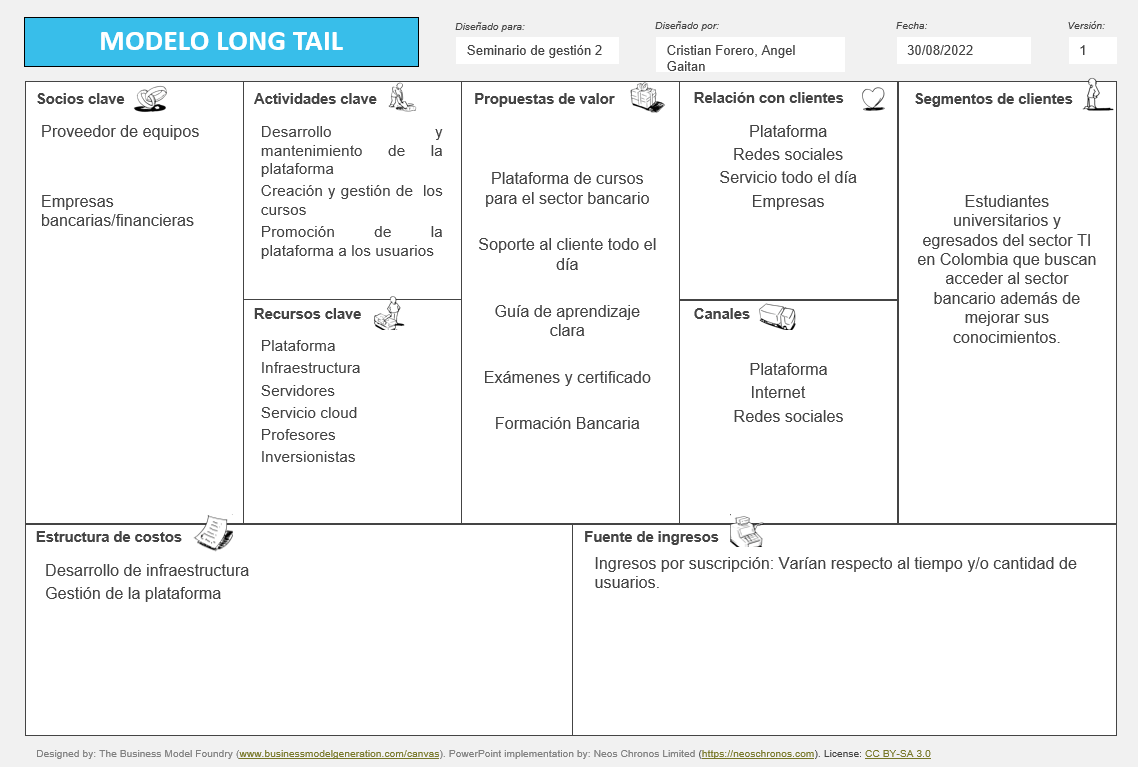 MODELO LONG TAIL
Diseñado para:
Seminario de gestión 2
Diseñado por:
Cristian Forero, Angel
Gaitan
Fecha:
30/08/2022
Versión:
1
Socios clave
Proveedor de equipos
Empresas
bancarias/financieras
Actividades clave
Desarrollo y
mantenimiento de la
plataforma
Creación y gestión de los
cursos
Promoción de la
plataforma a los usuarios
Recursos clave
Plataforma
Infraestructura
Servidores
Servicio cloud
Profesores
Inversionistas
Propuestas de valor
Plataforma de cursos
para el sector bancario
Soporte al cliente todo el
día
Guía de aprendizaje
clara
Exámenes y certificado
Formación Bancaria
Relación con clientes
Plataforma
Redes sociales
Servicio todo el día
Empresas
Canales
Plataforma
Internet
Redes sociales
Segmentos de clientes
Estudiantes
universitarios y
egresados del sector TI
en Colombia que buscan
acceder al sector
bancario además de
mejorar sus
conocimientos.
Estructura de costos
Desarrollo de infraestructura
Gestión de la plataforma
Fuente de ingresos
Ingresos por suscripción: Varían respecto al tiempo y/o cantidad de
usuarios.
Designed by: The Business Model Foundry (www.businessmodelgeneration.com/canvas). PowerPoint implementation by: Neos Chronos Limited (https://neoschronos.com). License: CC BY-SA 3.0